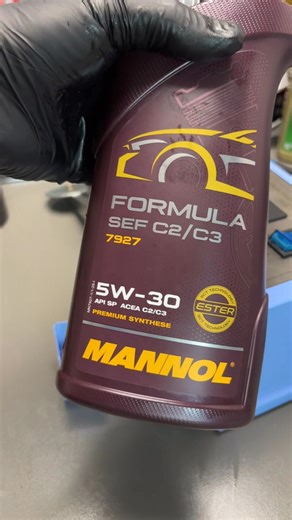 FORMULA
SEF C2/C3
7927
5W-30
API SP ACEA C2/C3
PREMIUM SYNTHESE
ESTER
MANNOL